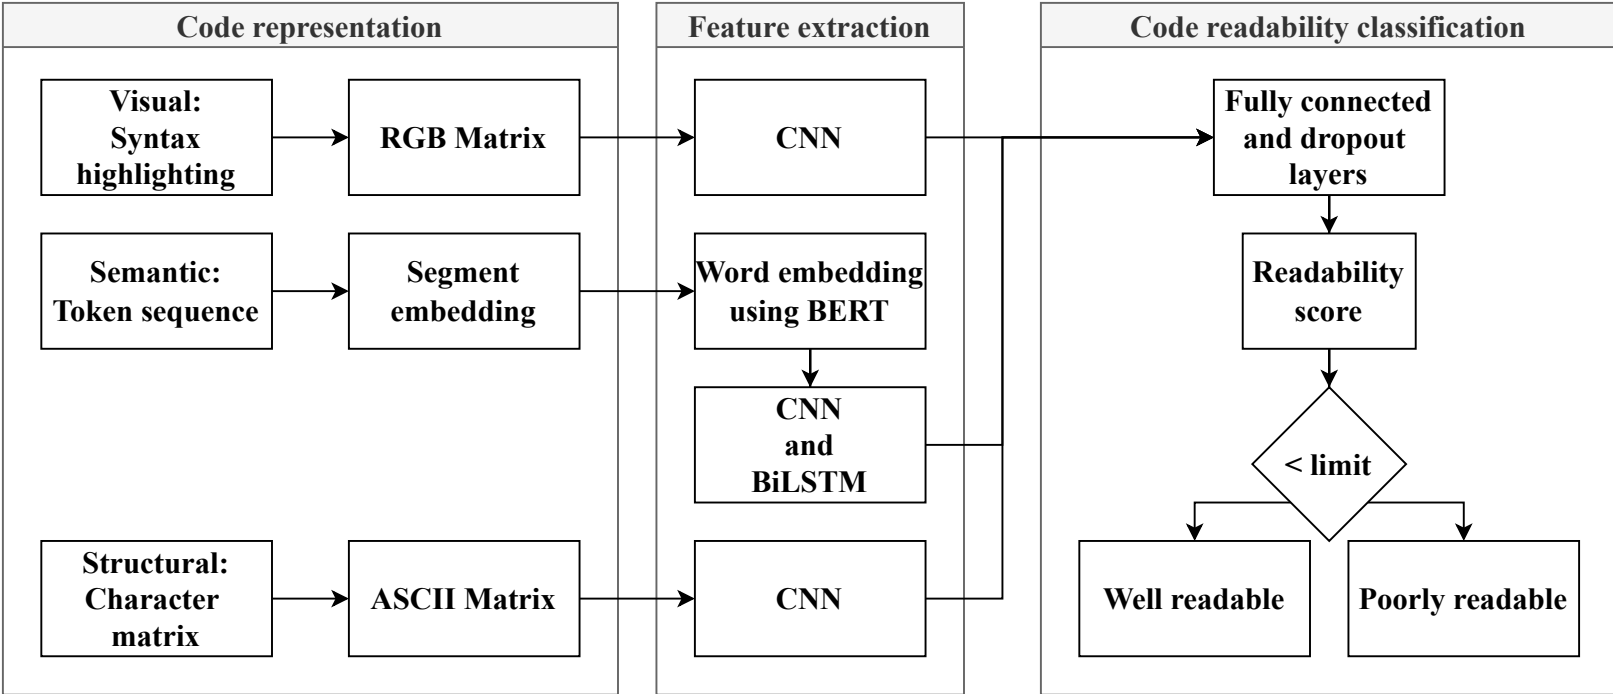 Code representation
Feature extraction
Code readability classification
Visual:
Syntax
highlighting
RGB Matrix
CNN
Fully connected
and dropout
layers
Semantic:
Token sequence
Segment
embedding
Word embedding
using BERT
Readability
score
CNN
and
BiLSTM
< limit
Structural:
Character
matrix
ASCII Matrix
CNN
Well readable
Poorly readable